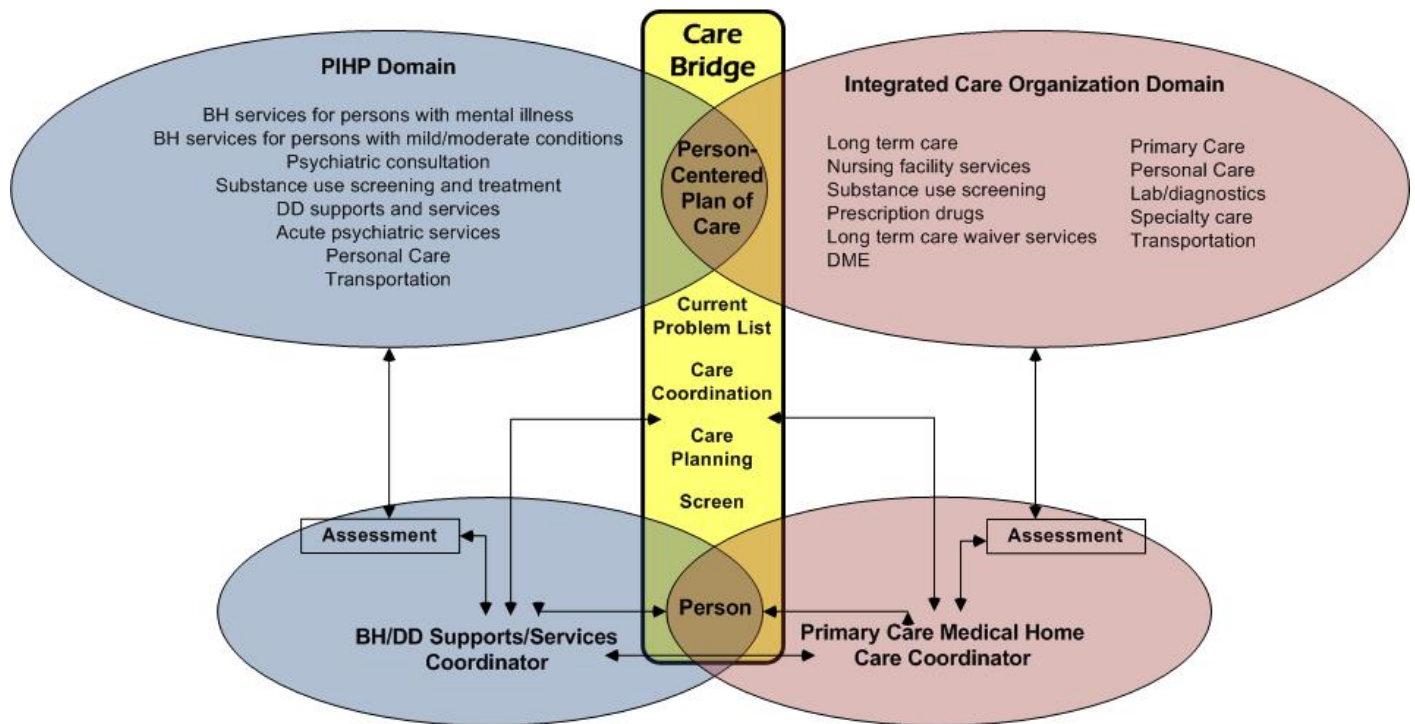 Care
Bridge
PIHP Domain
BH services for persons with mental illness
BH services for persons with mild/moderate conditions
Psychiatric consultation
Substance use screening and treatment
DD supports and services
Acute psychiatric services
Personal Care
Transportation
Person-
Centered
Plan of
Care
Integrated Care Organization Domain
Long term care
Nursing facility services
Substance use screening
Prescription drugs
Long term care waiver services
DME
Primary Care
Personal Care
Lab/diagnostics
Specialty care
Transportation
Current
Problem List
Care
Coordination
Care
Planning
Screen
Assessment
Assessment
BH/DD Supports/Services
Coordinator
Person
Primary Care Medical Home
Care Coordinator